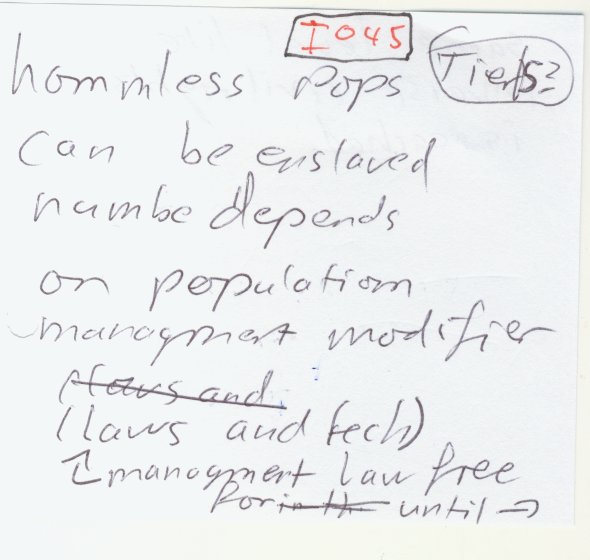 I045
hommless pops Tier/5?
can be enslaved
numbe depends
on population
managment modifier
laws and
(laws and tech)
↳ managment law free
for in th until →